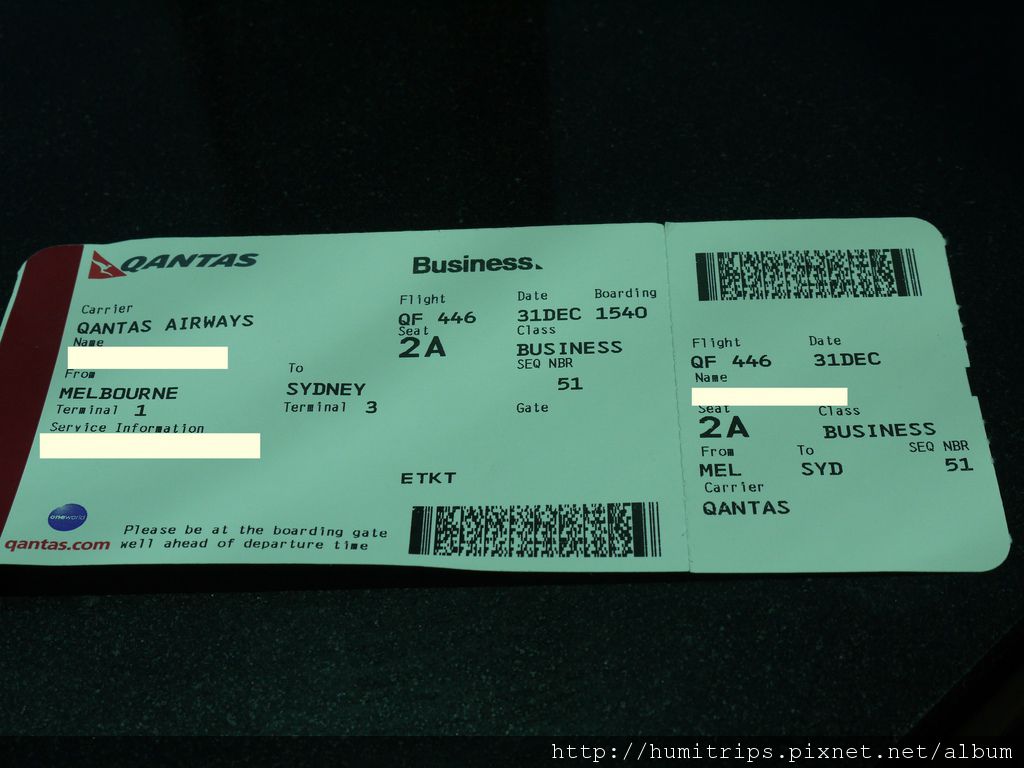 QANTAS
Business
Carrier
QANTAS AIRWAYS
Name
From
MELBOURNE
Terminal 1
To
SYDNEY
Terminal 3
Service Information
Flight
QF 446
Seat
2A
Date
31DEC
Boarding
1540
Class
BUSINESS
SEQ NBR
51
Gate
ETKT
oneworld
qantas.com
Please be at the boarding gate
well ahead of departure time
Flight
QF 446
Date
31DEC
Name
Seat
2A
Class
BUSINESS
From
MEL
To
SYD
SEQ NBR
51
Carrier
QANTAS
http://humitrips.pixnet.net/album